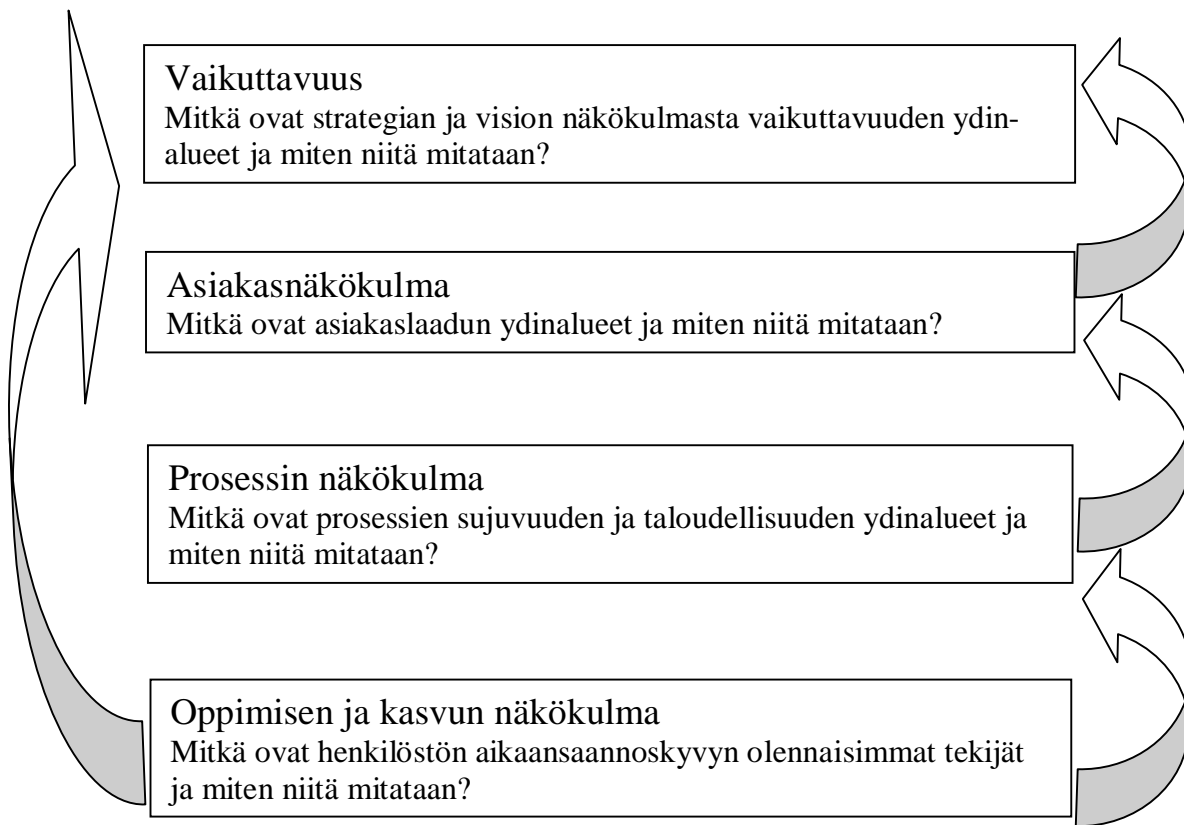 Vaikuttavuus
Mitkä ovat strategian ja vision näkökulmasta vaikuttavuuden ydin-
alueet ja miten niitä mitataan?
Asiakasnäkökulma
Mitkä ovat asiakaslaadun ydinalueet ja miten niitä mitataan?
Prosessin näkökulma
Mitkä ovat prosessien sujuvuuden ja taloudellisuuden ydinalueet ja
miten niitä mitataan?
Oppimisen ja kasvun näkökulma
Mitkä ovat henkilöstön aikaansaannoskyvyn olennaisimmat tekijät
ja miten niitä mitataan?